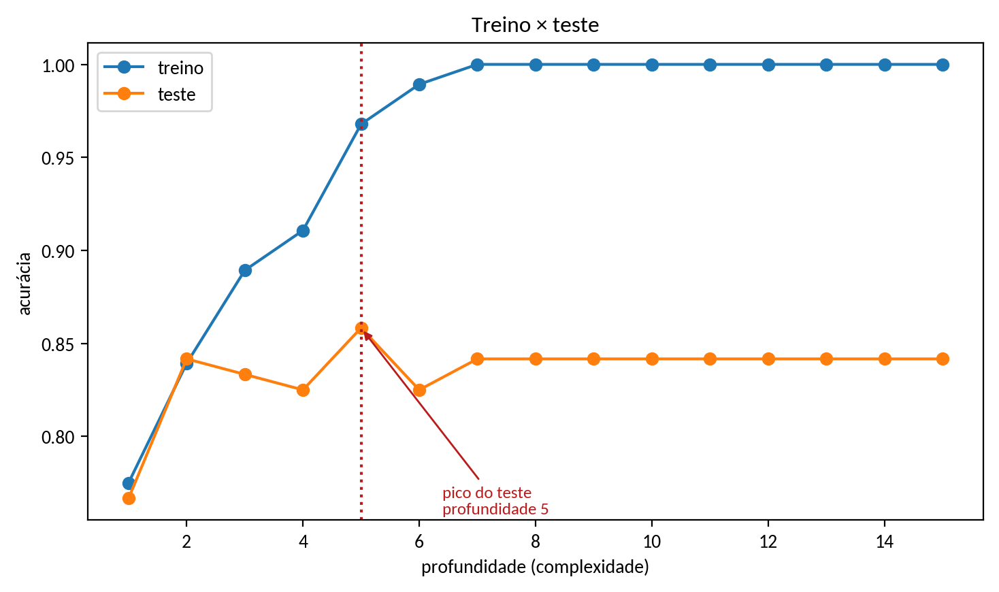 Treino × teste
treino
teste
1.00
0.95
0.90
0.85
0.80
acurácia
pico do teste
profundidade 5
2 4 6 8 10 12 14
profundidade (complexidade)